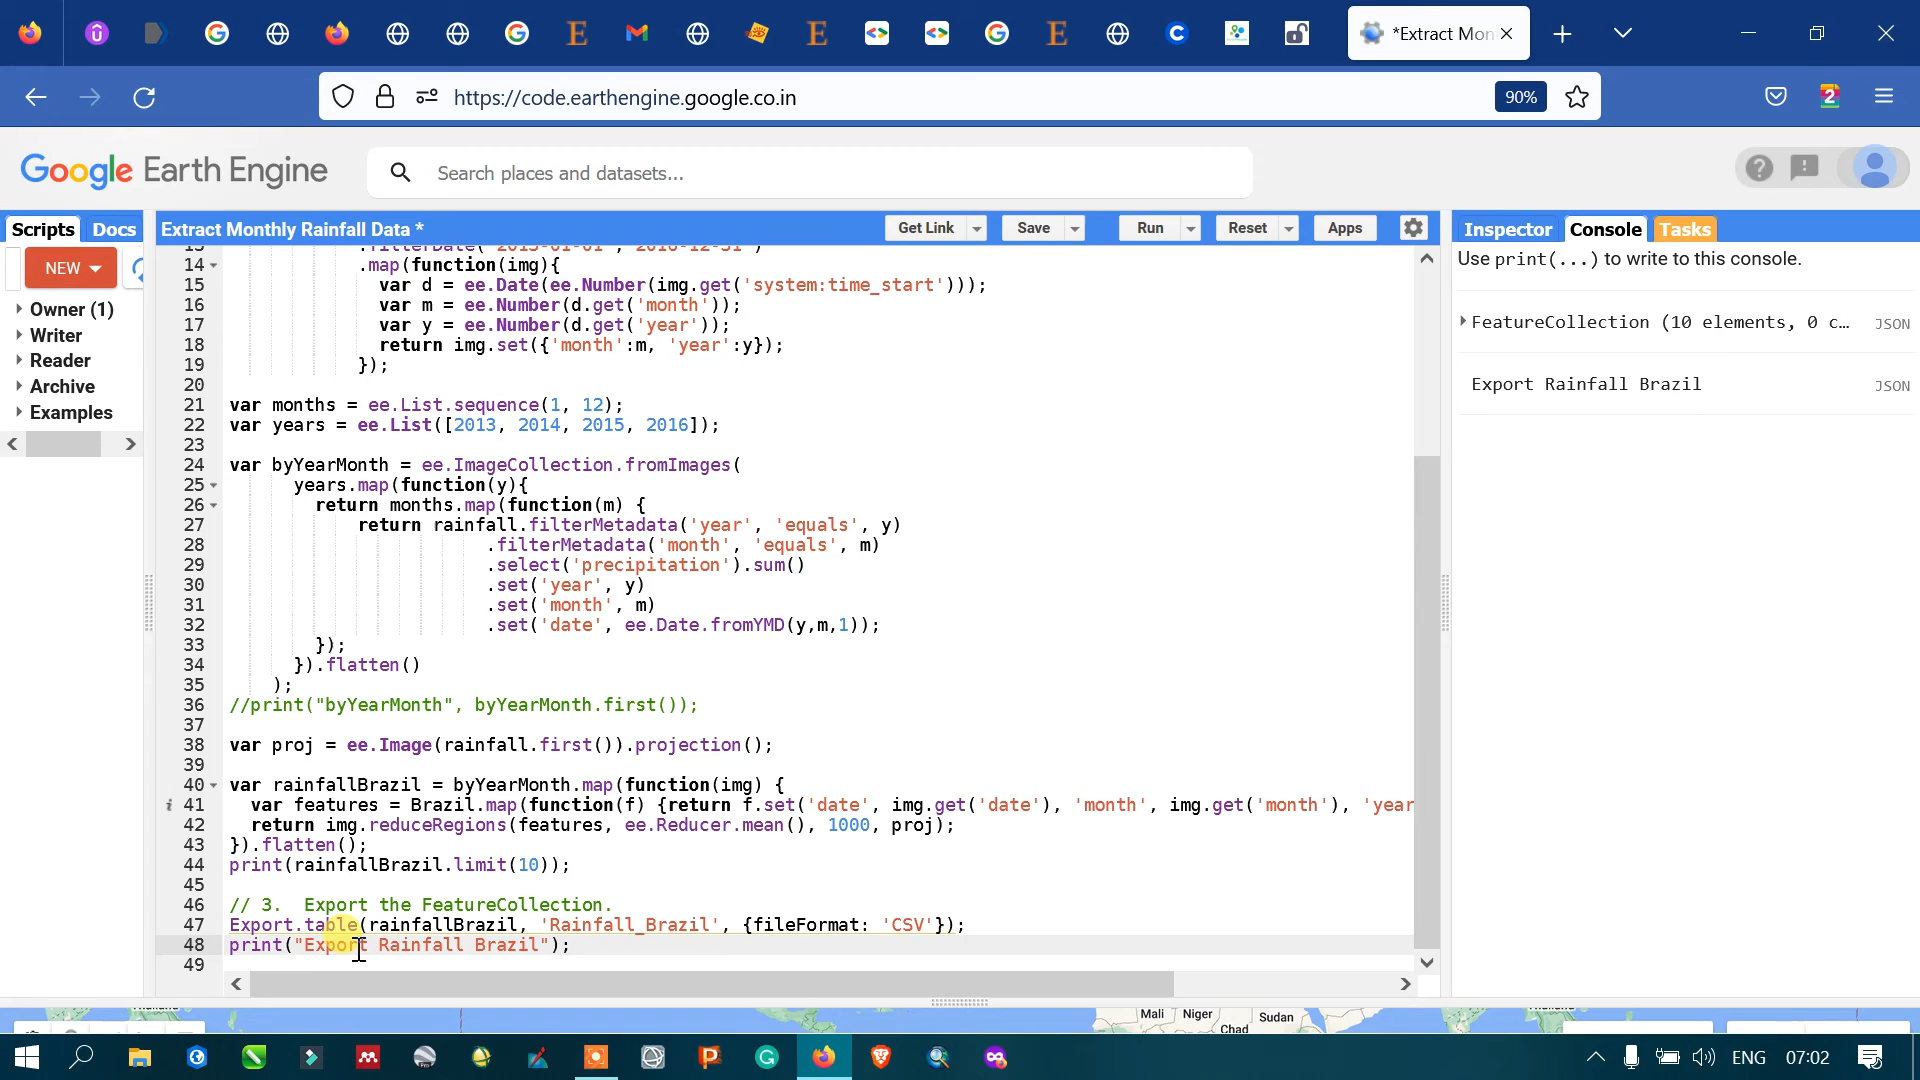 *Extract Mon
https://code.earthengine.google.co.in
90%
2
Google Earth Engine
Search places and datasets...
Scripts Docs
NEW
Owner (1)
Writer
Reader
Archive
Examples
Extract Monthly Rainfall Data *
Get Link
Save
Run
Reset
Apps
14 .map(function(img){
15 var d = ee.Date(ee.Number(img.get('system:time_start')));
16 var m = ee.Number(d.get('month'));
17 var y = ee.Number(d.get('year'));
18 return img.set({'month':m, 'year':y});
19 });
20
21 var months = ee.List.sequence(1, 12);
22 var years = ee.List([2013, 2014, 2015, 2016]);
23
24 var byYearMonth = ee.ImageCollection.fromImages(
25 years.map(function(y){
26 return months.map(function(m) {
27 return rainfall.filterMetadata('year', 'equals', y)
28 .filterMetadata('month', 'equals', m)
29 .select('precipitation').sum()
30 .set('year', y)
31 .set('month', m)
32 .set('date', ee.Date.fromYMD(y,m,1));
33 });
34 }).flatten()
35 );
36 //print("byYearMonth", byYearMonth.first());
37
38 var proj = ee.Image(rainfall.first()).projection();
39
40 var rainfallBrazil = byYearMonth.map(function(img) {
i 41 var features = Brazil.map(function(f) {return f.set('date', img.get('date'), 'month', img.get('month'), 'year
42 return img.reduceRegions(features, ee.Reducer.mean(), 1000, proj);
43 }).flatten();
44 print(rainfallBrazil.limit(10));
45
46 // 3. Export the FeatureCollection.
47 Export.table(rainfallBrazil, 'Rainfall_Brazil', {fileFormat: 'CSV'});
48 print("Export Rainfall Brazil");
49
Inspector Console Tasks
Use print(...) to write to this console.
FeatureCollection (10 elements, 0 c... JSON
Export Rainfall Brazil JSON
Mali Niger Sudan
Chad
ENG 07:02